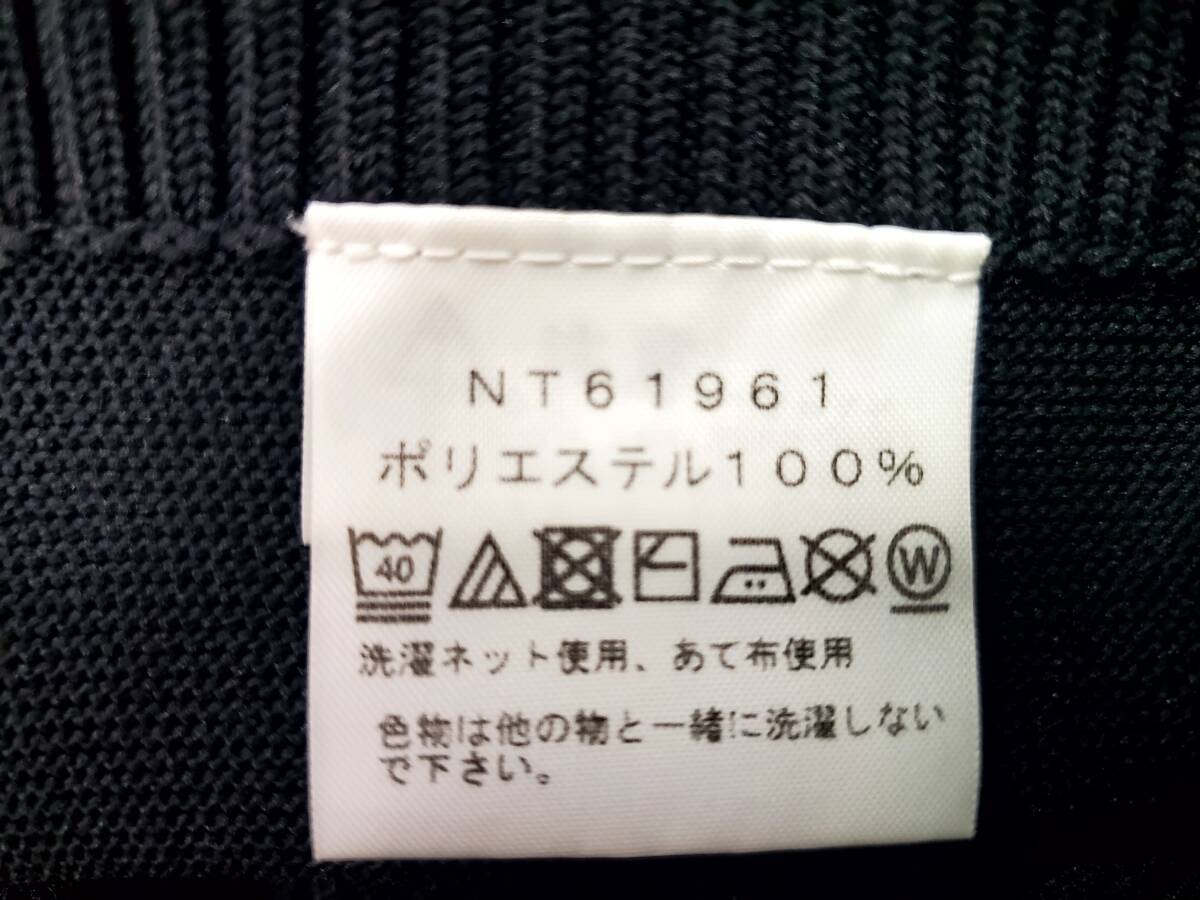 NT61961
ポリエステル100%
40 W
洗濯ネット使用、あて布使用
色物は他の物と一緒に洗濯しない
で下さい。